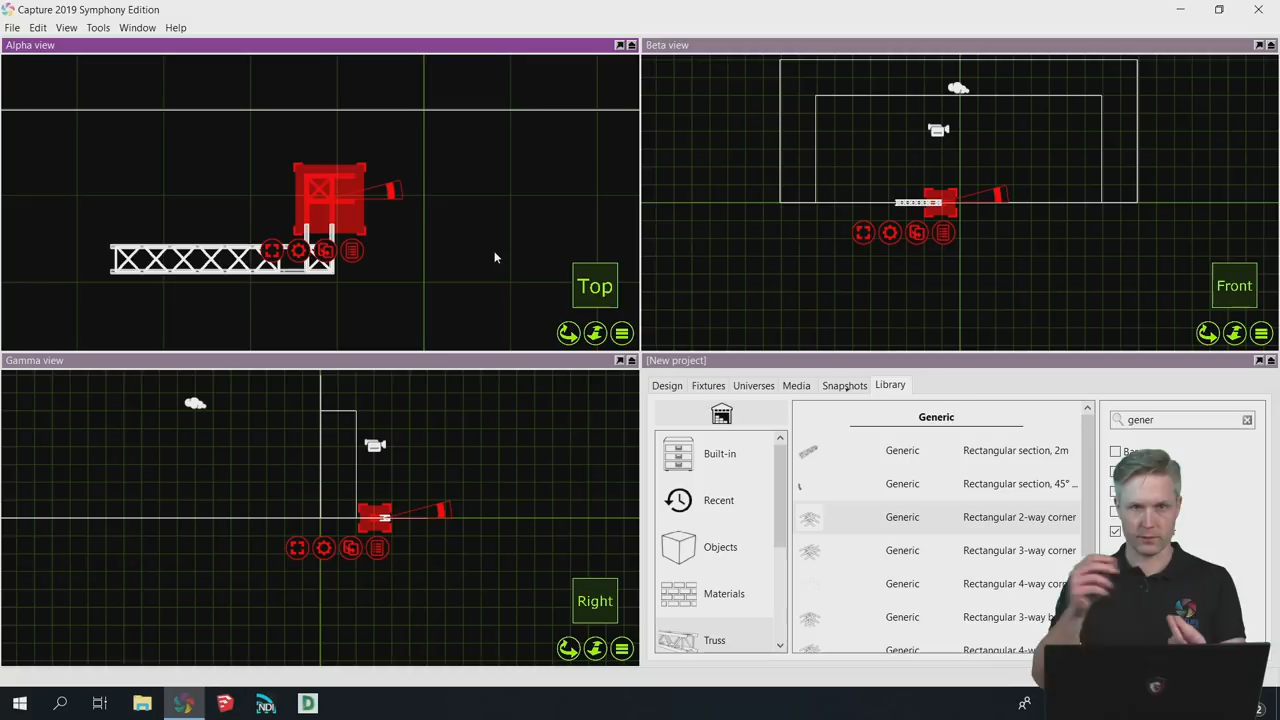 Capture 2019 Symphony Edition
File Edit View Tools Window Help
Alpha view
Top
Beta view
Front
Gamma view
Right
[New project]
Design Fixtures Universes Media Snapshots Library
Built-in
Recent
Objects
Materials
Truss
Generic
Generic Rectangular section, 2m
Generic Rectangular section, 45° ...
Generic Rectangular 2-way corner
Generic Rectangular 3-way corner
Generic Rectangular 4-way
Generic Rectangular 3-way
Generic Rectangular 4-w
gener
NDI
D